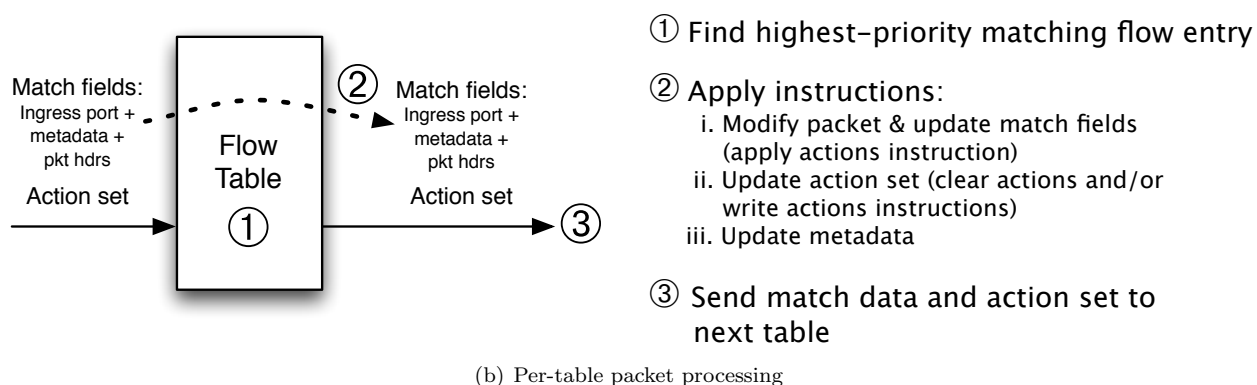 Match fields:
Ingress port +
metadata +
pkt hdrs
Action set
Flow
Table
①
②
Match fields:
Ingress port +
metadata +
pkt hdrs
Action set
③
① Find highest–priority matching flow entry
② Apply instructions:
i. Modify packet & update match fields
(apply actions instruction)
ii. Update action set (clear actions and/or
write actions instructions)
iii. Update metadata
③ Send match data and action set to
next table
(b) Per-table packet processing